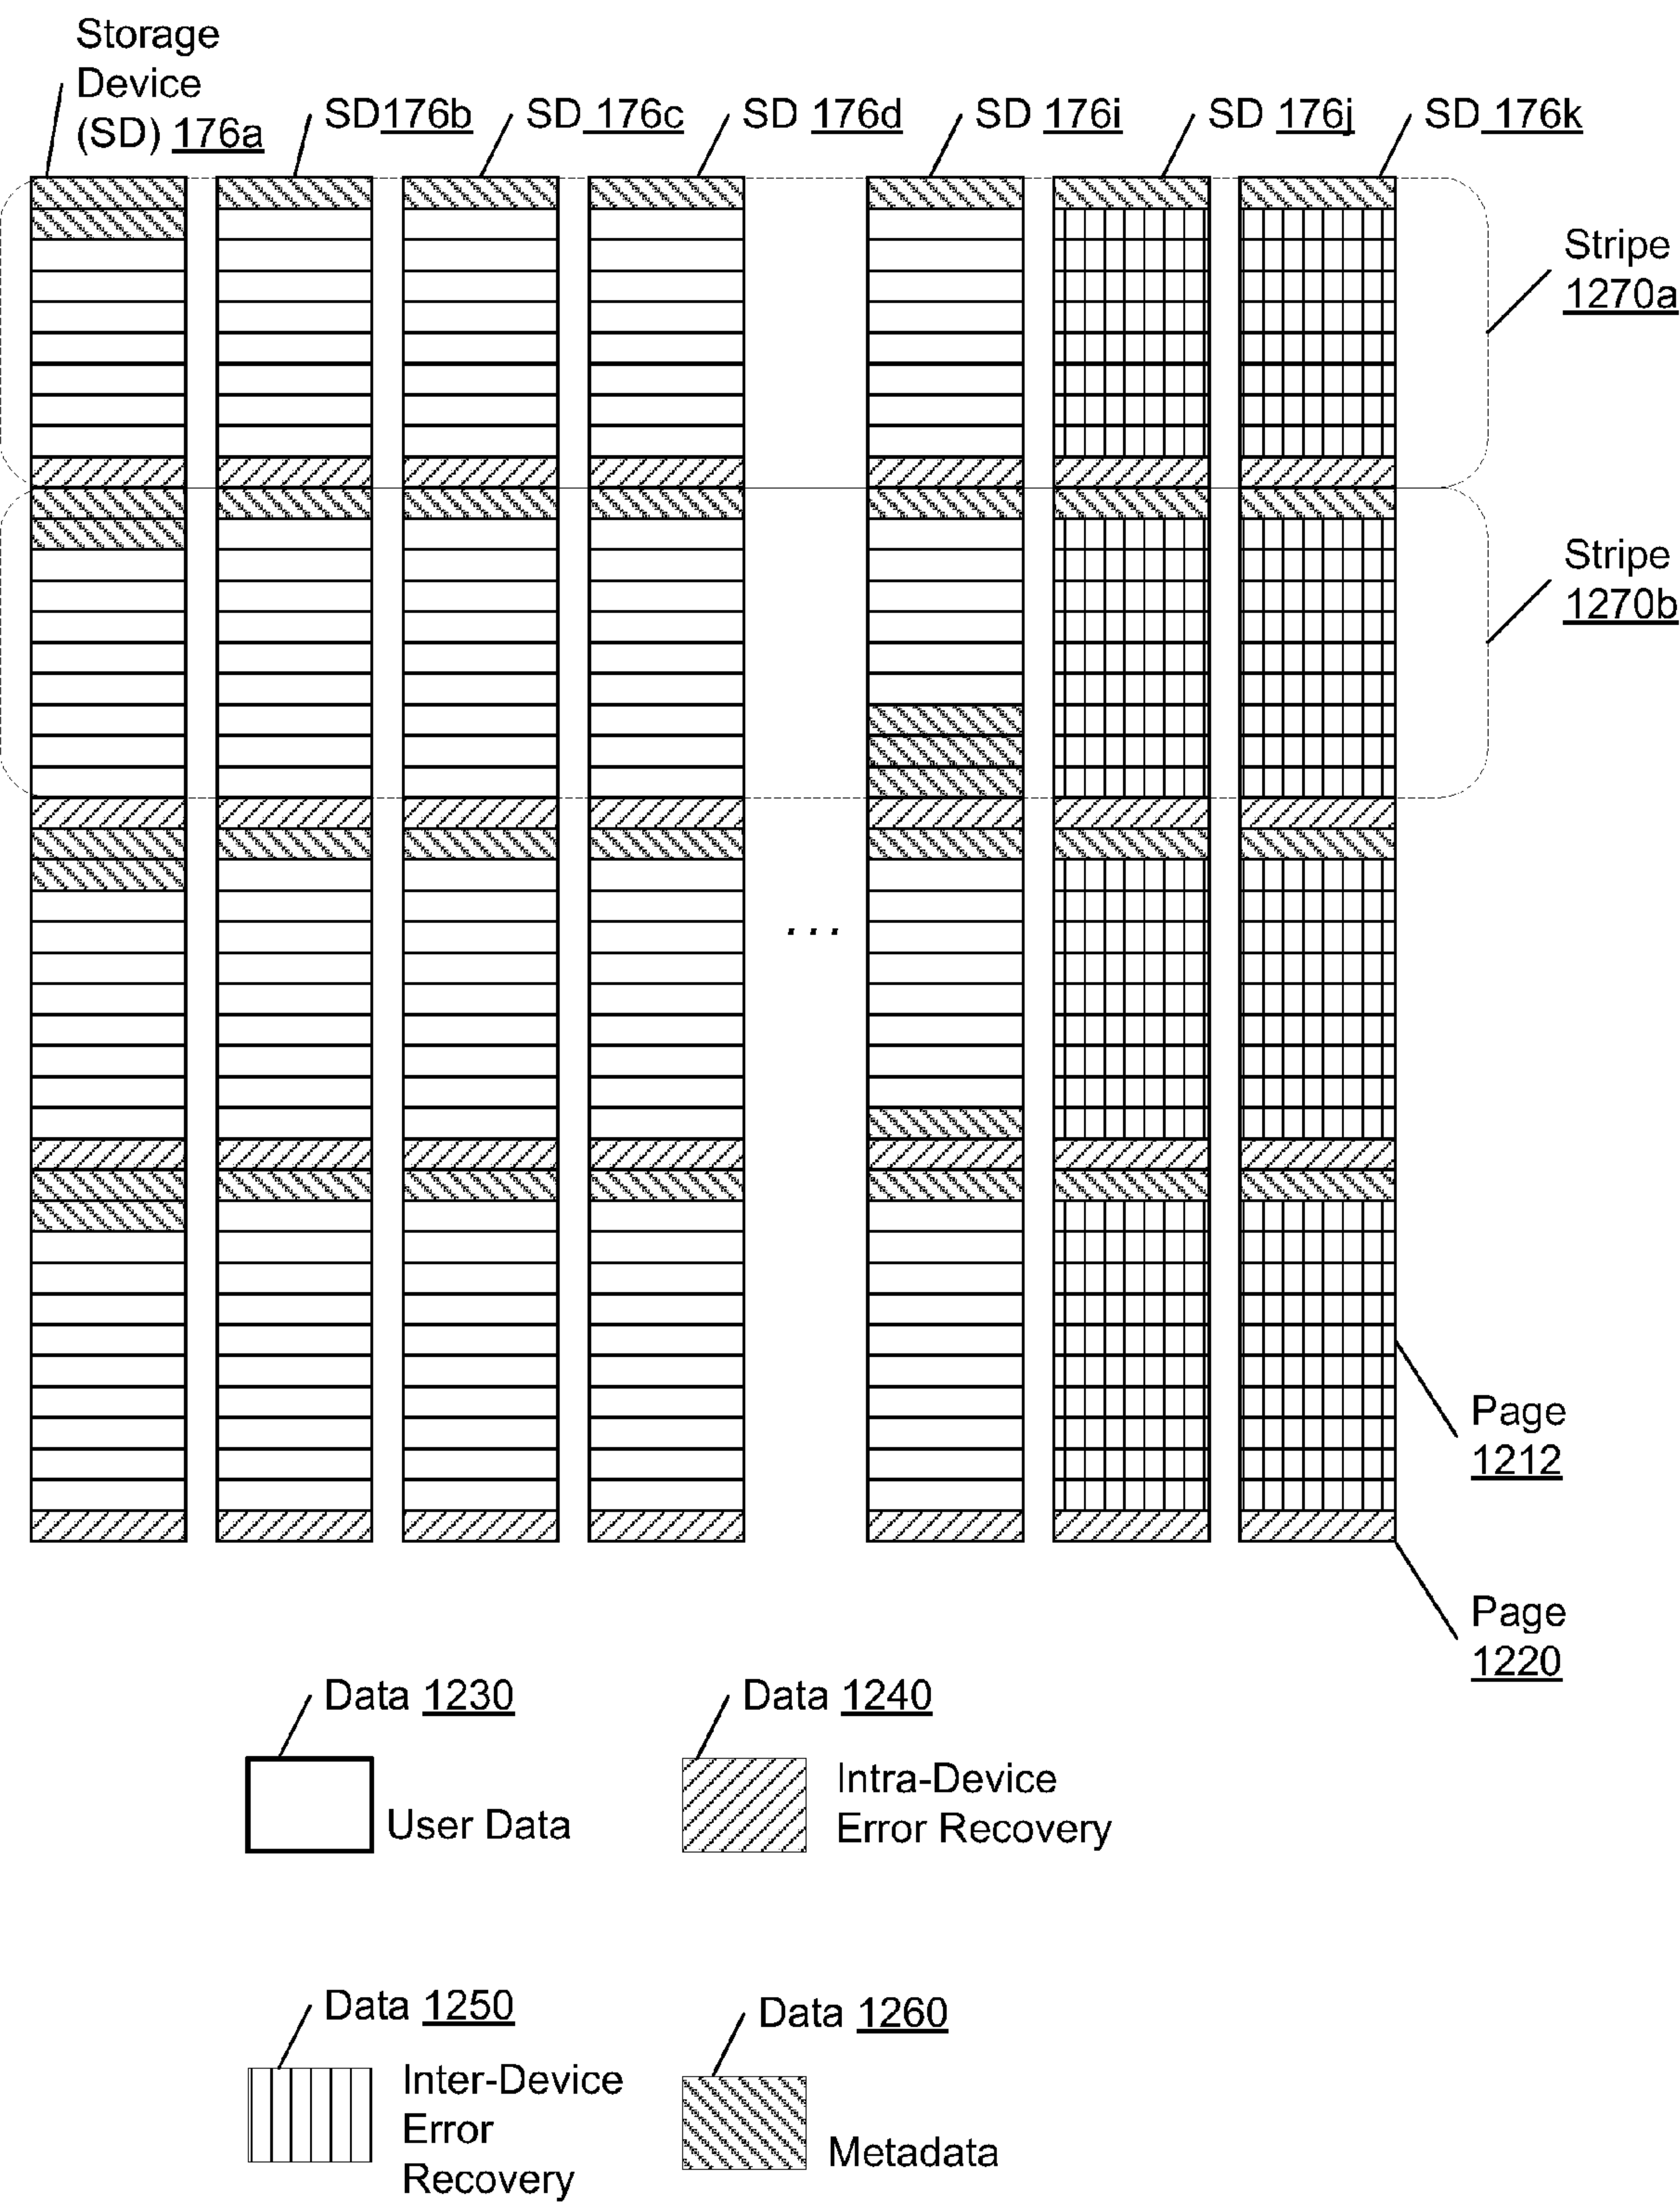 Storage
Device
(SD) 176a
SD176b
SD 176c
SD 176d
SD 176i
SD 176j
SD 176k
Stripe
1270a
Stripe
1270b
...
Page
1212
Page
1220
Data 1230
User Data
Data 1240
Intra-Device
Error Recovery
Data 1250
Inter-Device
Error
Recovery
Data 1260
Metadata